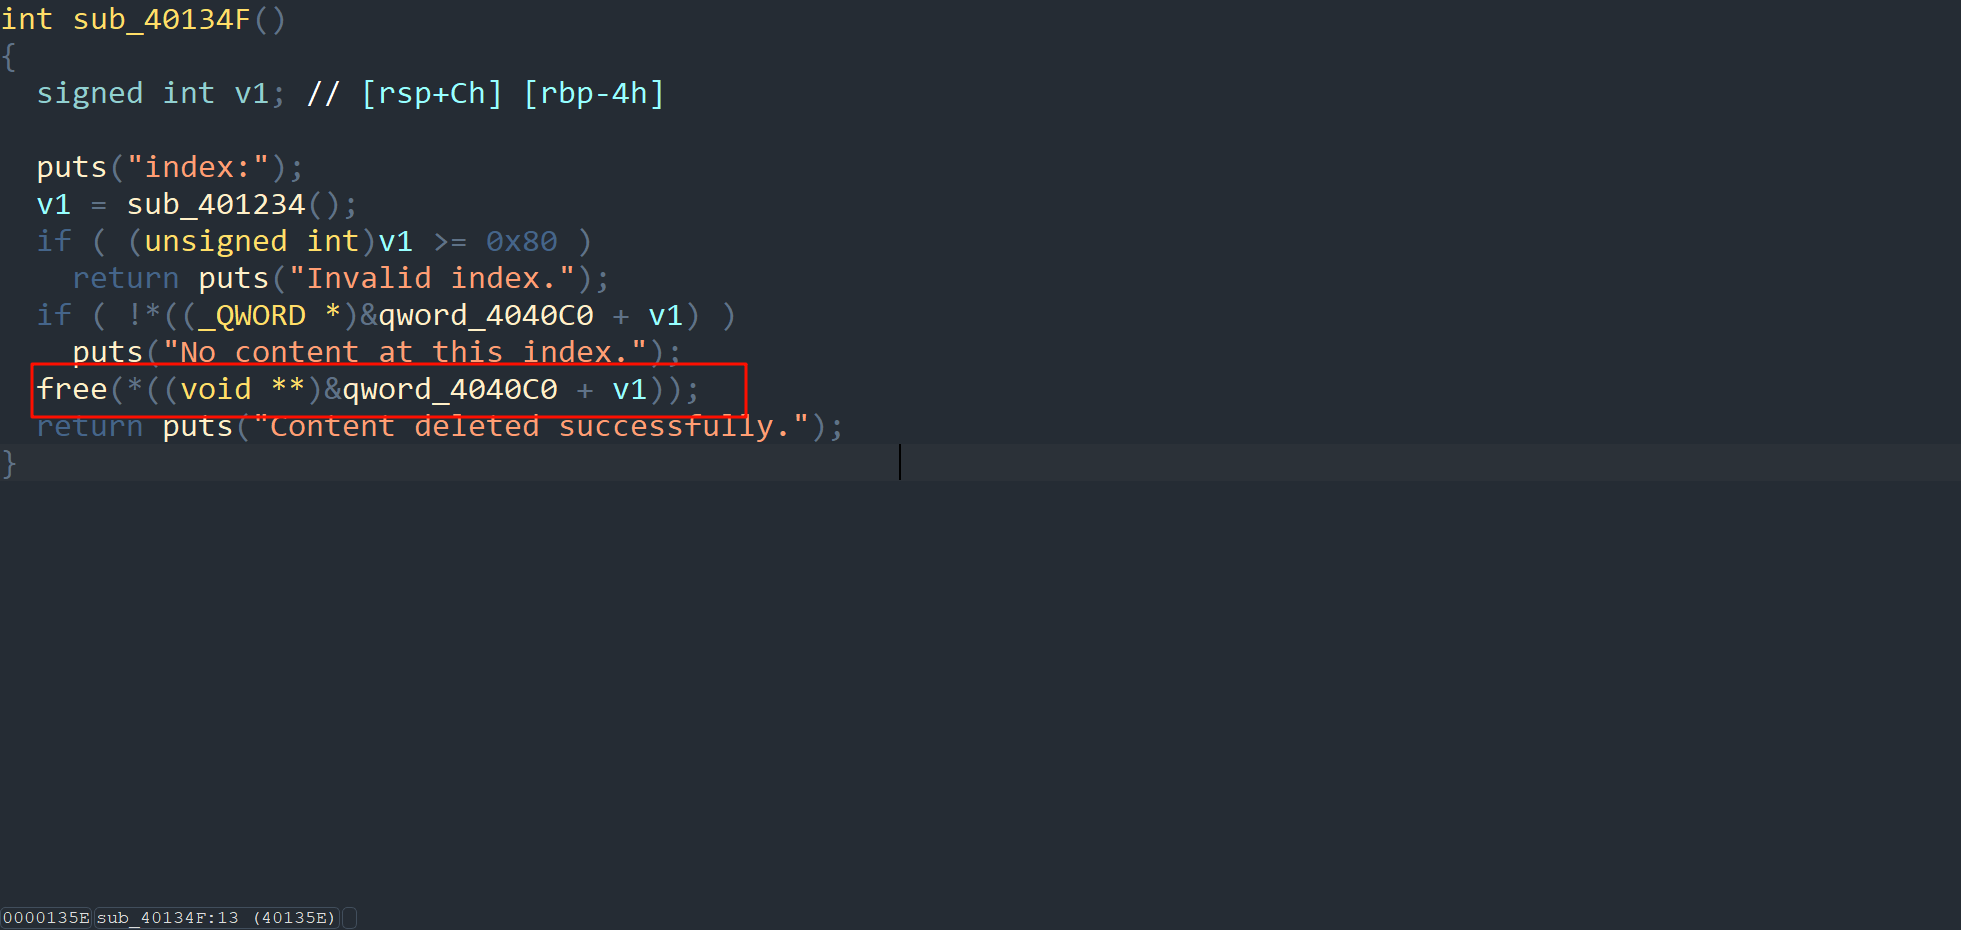 int sub_40134F()
{
  signed int v1; // [rsp+Ch] [rbp-4h]
  puts("index:");
  v1 = sub_401234();
  if ( (unsigned int)v1 >= 0x80 )
    return puts("Invalid index.");
  if ( !*((_QWORD *)&qword_4040C0 + v1) )
    puts("No content at this index.");
  free(*((void **)&qword_4040C0 + v1));
  return puts("Content deleted successfully.");
}
0000135E sub_40134F:13 (40135E)